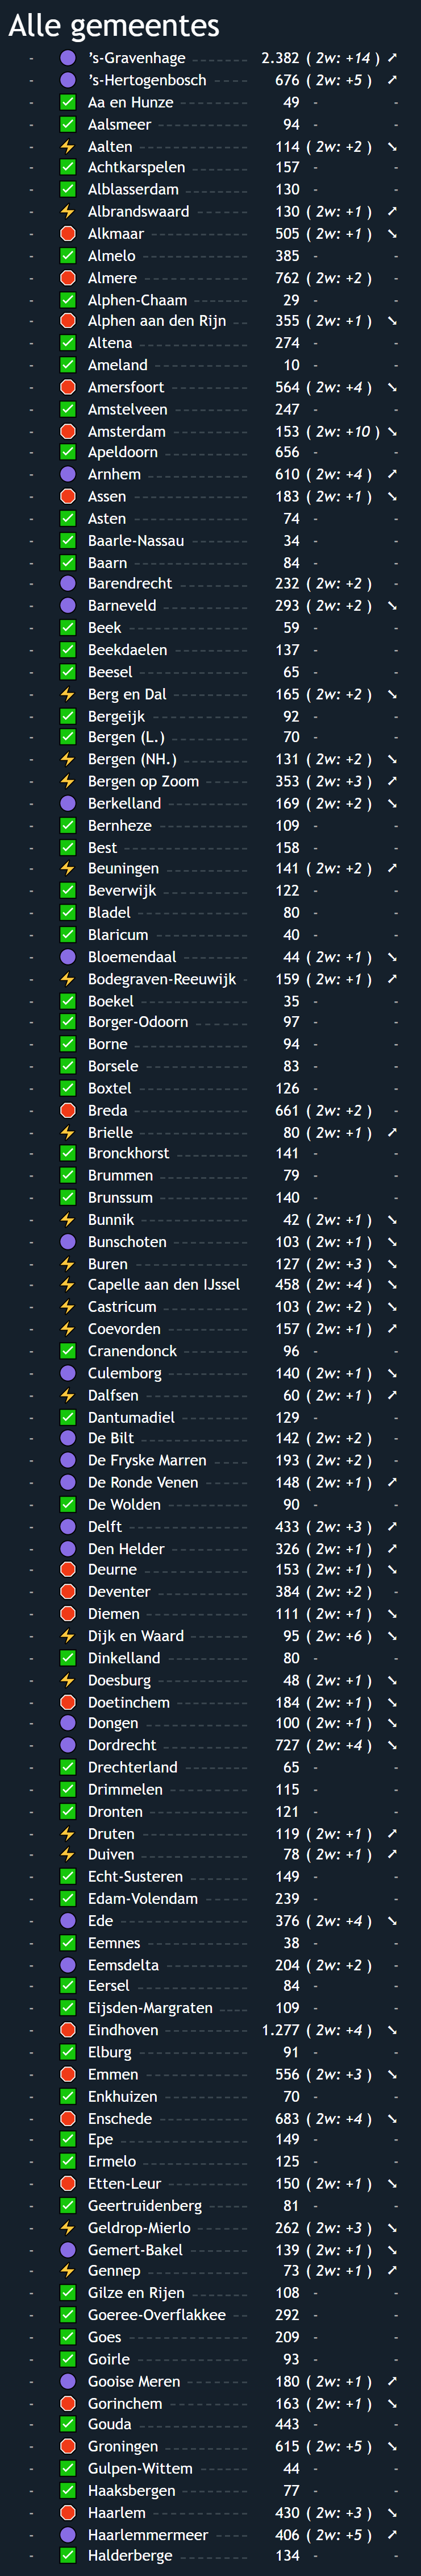 Alle gemeentes
- ’s-Gravenhage 2.382 ( 2w: +14 ) ➚
- ’s-Hertogenbosch 676 ( 2w: +5 ) ➚
- Aa en Hunze 49 - -
- Aalsmeer 94 - -
- Aalten 114 ( 2w: +2 ) ➘
- Achtkarspelen 157 - -
- Alblasserdam 130 - -
- Albrandswaard 130 ( 2w: +1 ) ➚
- Alkmaar 505 ( 2w: +1 ) ➘
- Almelo 385 - -
- Almere 762 ( 2w: +2 ) -
- Alphen-Chaam 29 - -
- Alphen aan den Rijn 355 ( 2w: +1 ) ➘
- Altena 274 - -
- Ameland 10 - -
- Amersfoort 564 ( 2w: +4 ) ➘
- Amstelveen 247 - -
- Amsterdam 153 ( 2w: +10 ) ➘
- Apeldoorn 656 - -
- Arnhem 610 ( 2w: +4 ) ➚
- Assen 183 ( 2w: +1 ) ➘
- Asten 74 - -
- Baarle-Nassau 34 - -
- Baarn 84 - -
- Barendrecht 232 ( 2w: +2 ) -
- Barneveld 293 ( 2w: +2 ) ➘
- Beek 59 - -
- Beekdaelen 137 - -
- Beesel 65 - -
- Berg en Dal 165 ( 2w: +2 ) ➘
- Bergeijk 92 - -
- Bergen (L.) 70 - -
- Bergen (NH.) 131 ( 2w: +2 ) ➘
- Bergen op Zoom 353 ( 2w: +3 ) ➚
- Berkelland 169 ( 2w: +2 ) ➘
- Bernheze 109 - -
- Best 158 - -
- Beuningen 141 ( 2w: +2 ) ➚
- Beverwijk 122 - -
- Bladel 80 - -
- Blaricum 40 - -
- Bloemendaal 44 ( 2w: +1 ) ➘
- Bodegraven-Reeuwijk 159 ( 2w: +1 ) ➚
- Boekel 35 - -
- Borger-Odoorn 97 - -
- Borne 94 - -
- Borsele 83 - -
- Boxtel 126 - -
- Breda 661 ( 2w: +2 ) -
- Brielle 80 ( 2w: +1 ) ➚
- Bronckhorst 141 - -
- Brummen 79 - -
- Brunssum 140 - -
- Bunnik 42 ( 2w: +1 ) ➘
- Bunschoten 103 ( 2w: +1 ) ➘
- Buren 127 ( 2w: +3 ) ➘
- Capelle aan den IJssel 458 ( 2w: +4 ) ➘
- Castricum 103 ( 2w: +2 ) ➘
- Coevorden 157 ( 2w: +1 ) ➚
- Cranendonck 96 - -
- Culemborg 140 ( 2w: +1 ) ➘
- Dalfsen 60 ( 2w: +1 ) ➚
- Dantumadiel 129 - -
- De Bilt 142 ( 2w: +2 ) -
- De Fryske Marren 193 ( 2w: +2 ) -
- De Ronde Venen 148 ( 2w: +1 ) ➚
- De Wolden 90 - -
- Delft 433 ( 2w: +3 ) ➚
- Den Helder 326 ( 2w: +1 ) ➚
- Deurne 153 ( 2w: +1 ) ➘
- Deventer 384 ( 2w: +2 ) -
- Diemen 111 ( 2w: +1 ) ➘
- Dijk en Waard 95 ( 2w: +6 ) ➘
- Dinkelland 80 - -
- Doesburg 48 ( 2w: +1 ) ➘
- Doetinchem 184 ( 2w: +1 ) ➘
- Dongen 100 ( 2w: +1 ) ➘
- Dordrecht 727 ( 2w: +4 ) ➘
- Drechterland 65 - -
- Drimmelen 115 - -
- Dronten 121 - -
- Druten 119 ( 2w: +1 ) ➚
- Duiven 78 ( 2w: +1 ) ➚
- Echt-Susteren 149 - -
- Edam-Volendam 239 - -
- Ede 376 ( 2w: +4 ) ➘
- Eemnes 38 - -
- Eemsdelta 204 ( 2w: +2 ) -
- Eersel 84 - -
- Eijsden-Margraten 109 - -
- Eindhoven 1.277 ( 2w: +4 ) ➘
- Elburg 91 - -
- Emmen 556 ( 2w: +3 ) ➘
- Enkhuizen 70 - -
- Enschede 683 ( 2w: +4 ) ➘
- Epe 149 - -
- Ermelo 125 - -
- Etten-Leur 150 ( 2w: +1 ) ➘
- Geertruidenberg 81 - -
- Geldrop-Mierlo 262 ( 2w: +3 ) ➘
- Gemert-Bakel 139 ( 2w: +1 ) ➘
- Gennep 73 ( 2w: +1 ) ➚
- Gilze en Rijen 108 - -
- Goeree-Overflakkee 292 - -
- Goes 209 - -
- Goirle 93 - -
- Gooise Meren 180 ( 2w: +1 ) ➚
- Gorinchem 163 ( 2w: +1 ) ➘
- Gouda 443 - -
- Groningen 615 ( 2w: +5 ) ➘
- Gulpen-Wittem 44 - -
- Haaksbergen 77 - -
- Haarlem 430 ( 2w: +3 ) ➘
- Haarlemmermeer 406 ( 2w: +5 ) ➚
- Halderberge 134 - -